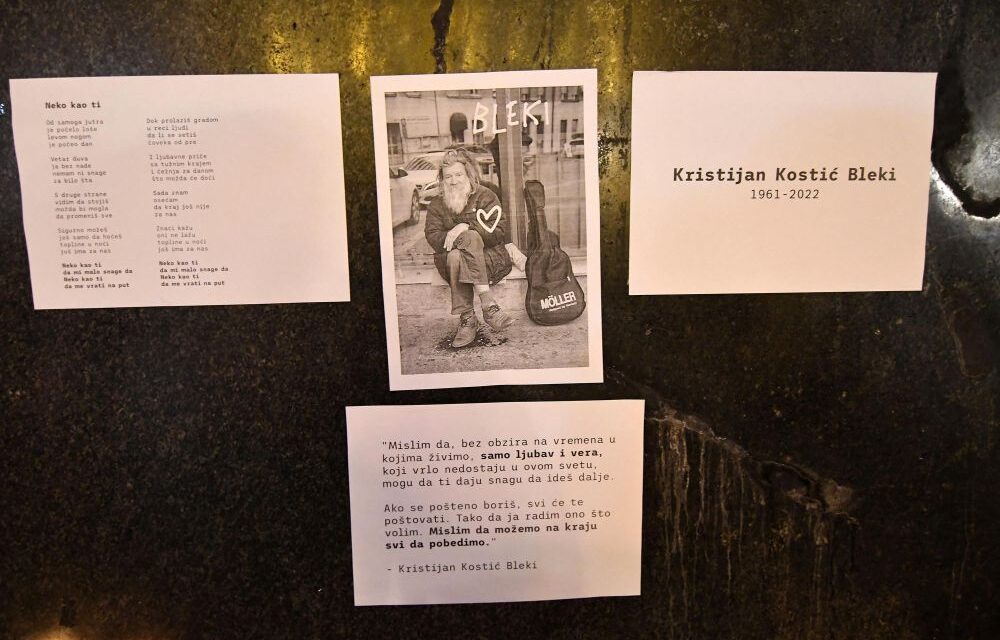 Neko kao ti
Od samoga jutra
je počelo loše
levom nogom
je počeo dan
Vetar duva
ja bez nade
nemam ni snage
za bilo šta
S druge strane
vidim da stojiš
možda bi mogla
da promeniš sve
Sigurno možeš
još samo da hoćeš
topline u noći
još ima za nas
Neko kao ti
da mi malo snage da
Neko kao ti
da me vrati na put
Dok prolaziš gradom
u reci ljudi
da li se setiš
čoveka od pre
I ljubavne priče
sa tužnim krajem
i čežnja za danom
što možda će doći
Sada znam
osećam
da kraj još nije
za nas
Znaci kažu
oni ne lažu
topline u noći
još ima za nas
Neko kao ti
da mi malo snage da
Neko kao ti
da me vrati na put
BLEKI
MÖLLER
Kristijan Kostić Bleki
1961-2022
"Mislim da, bez obzira na vremena u
kojima živimo, samo ljubav i vera,
koji vrlo nedostaju u ovom svetu,
mogu da ti daju snagu da ideš dalje.
Ako se pošteno boriš, svi će te
poštovati. Tako da ja radim ono što
volim. Mislim da možemo na kraju
svi da pobedimo."
- Kristijan Kostić Bleki